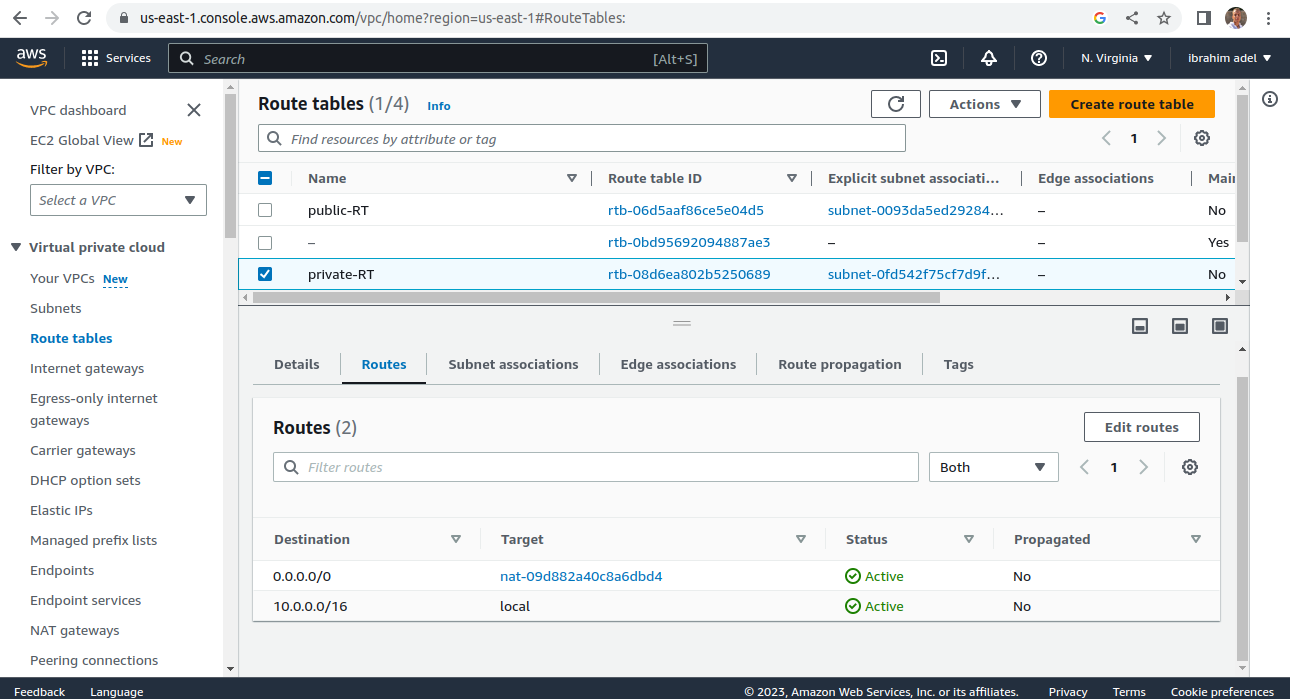 us-east-1.console.aws.amazon.com/vpc/home?region=us-east-1#RouteTables:
aws
Services
Search
[Alt+S]
N. Virginia
ibrahim adel
VPC dashboard
EC2 Global View New
Filter by VPC:
Select a VPC
Virtual private cloud
Your VPCs New
Subnets
Route tables
Internet gateways
Egress-only internet
gateways
Carrier gateways
DHCP option sets
Elastic IPs
Managed prefix lists
Endpoints
Endpoint services
NAT gateways
Peering connections
Route tables (1/4) Info
Actions
Create route table
Find resources by attribute or tag
1
Name Route table ID Explicit subnet associati... Edge associations Mai
public-RT rtb-06d5aaf86ce5e04d5 subnet-0093da5ed29284... – No
– rtb-0bd95692094887ae3 – – Yes
private-RT rtb-08d6ea802b5250689 subnet-0fd542f75cf7d9f... – No
Details Routes Subnet associations Edge associations Route propagation Tags
Routes (2)
Edit routes
Filter routes
Both
1
Destination Target Status Propagated
0.0.0.0/0 nat-09d882a40c8a6dbd4 Active No
10.0.0.0/16 local Active No
Feedback Language © 2023, Amazon Web Services, Inc. or its affiliates. Privacy Terms Cookie preferences